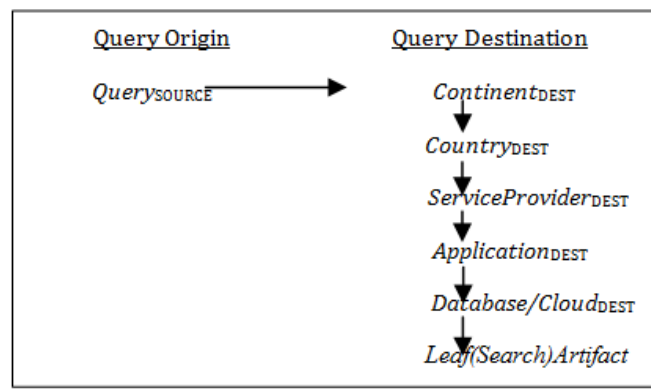 Query Origin Query Destination
QuerySOURCE ContinentDEST
CountryDEST
ServiceProviderDEST
ApplicationDEST
Database/CloudDEST
Leaf(Search)Artifact